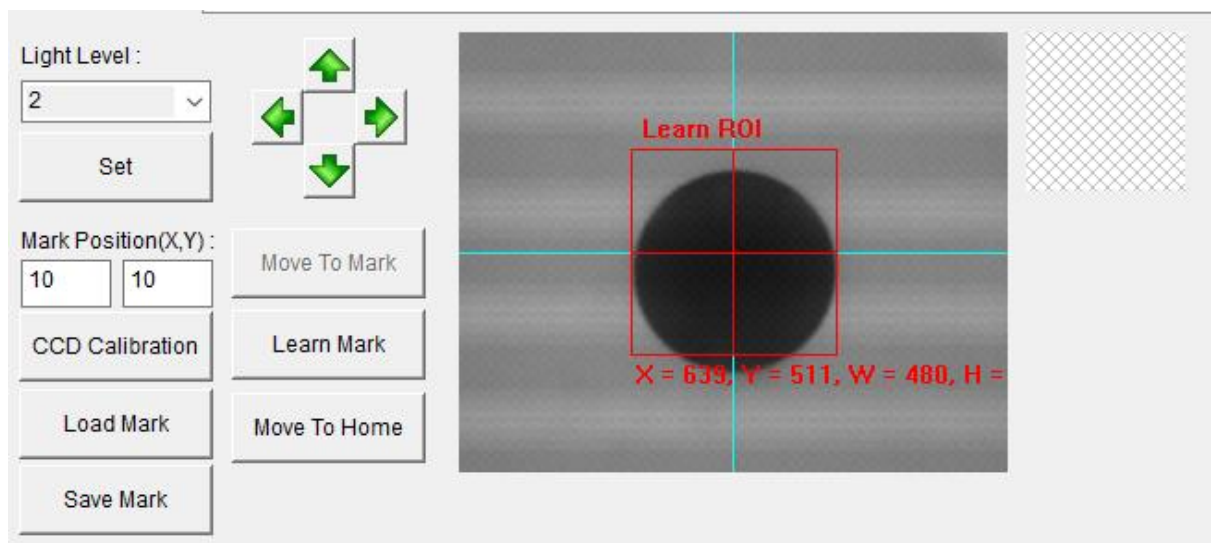 Light Level :
2
Set
Mark Position(X,Y) :
10 10
CCD Calibration
Load Mark
Save Mark
Move To Mark
Learn Mark
Move To Home
Learn ROI
X = 639, Y = 511, W = 480, H =